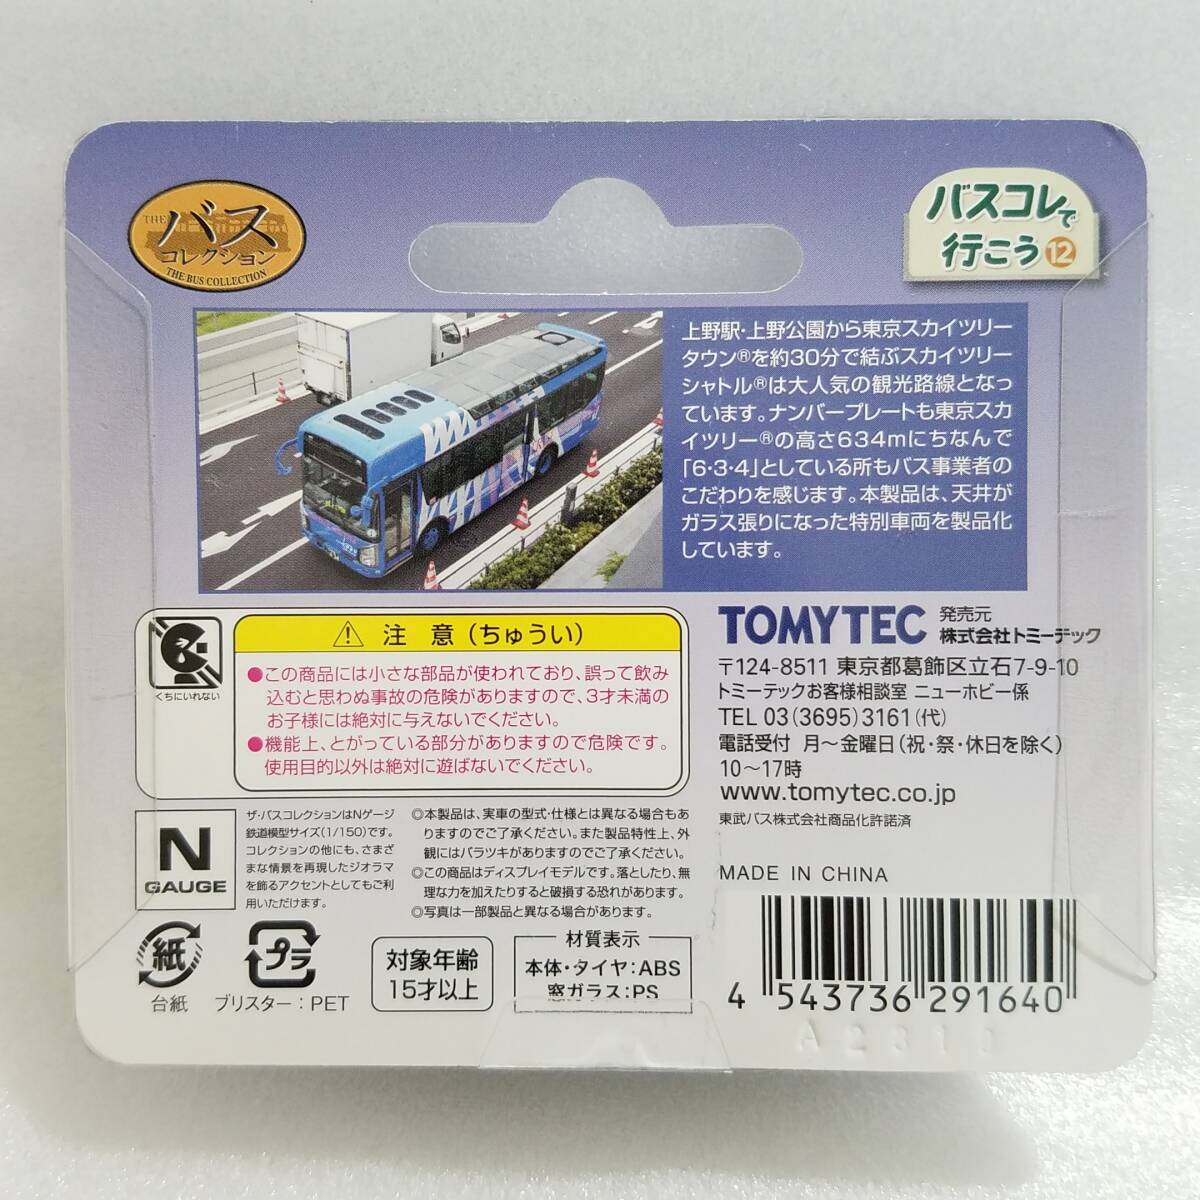 THE
バス
コレクション
THE BUS COLLECTION
バスコレで
行こう 12
上野駅・上野公園から東京スカイツリー
タウン®を約30分で結ぶスカイツリー
シャトル®は大人気の観光路線となっ
ています。ナンバープレートも東京スカ
イツリー®の高さ634mにちなんで
「6・3・4」としている所もバス事業者の
こだわりを感じます。本製品は、天井が
ガラス張りになった特別車両を製品化
しています。
くちにいれない
⚠ 注 意（ちゅうい）
●この商品には小さな部品が使われており、誤って飲み
込むと思わぬ事故の危険がありますので、3才未満の
お子様には絶対に与えないでください。
●機能上、とがっている部分がありますので危険です。
使用目的以外は絶対に遊ばないでください。
TOMYTEC 発売元
株式会社トミーテック
〒124-8511 東京都葛飾区立石7-9-10
トミーテックお客様相談室 ニューホビー係
TEL 03(3695)3161(代)
電話受付 月〜金曜日(祝・祭・休日を除く)
10〜17時
www.tomytec.co.jp
東武バス株式会社商品化許諾済
N
GAUGE
ザ・バスコレクションはNゲージ
鉄道模型サイズ(1/150)です。
コレクションの他にも、さまざ
まな情景を再現したジオラマ
を飾るアクセントとしてもご利
用いただけます。
◎本製品は、実車の型式・仕様とは異なる場合もあ
りますのでご了承ください。また製品特性上、外
観にはバラツキがありますのでご了承ください。
◎この商品はディスプレイモデルです。落としたり、無
理な力を加えたりすると破損する恐れがあります。
◎写真は一部製品と異なる場合があります。
MADE IN CHINA
紙
台紙
プラ
ブリスター：PET
対象年齢
15才以上
材質表示
本体・タイヤ:ABS
窓ガラス:PS
4 543736 291640